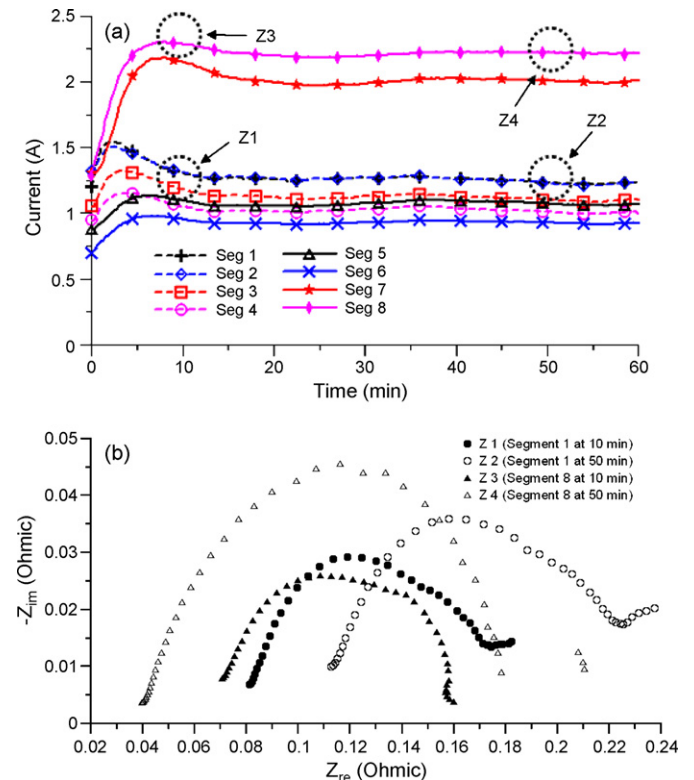 (a)
Z3
Z4
Z1
Z2
2.5
2
1.5
1
0.5
0
Current (A)
Seg 1
Seg 2
Seg 3
Seg 4
Seg 5
Seg 6
Seg 7
Seg 8
0 10 20 30 40 50 60
Time (min)
(b)
Z 1 (Segment 1 at 10 min)
Z 2 (Segment 1 at 50 min)
Z 3 (Segment 8 at 10 min)
Z 4 (Segment 8 at 50 min)
0.05
0.04
0.03
0.02
0.01
0
-Zim (Ohmic)
0.02 0.04 0.06 0.08 0.1 0.12 0.14 0.16 0.18 0.2 0.22 0.24
Zre (Ohmic)